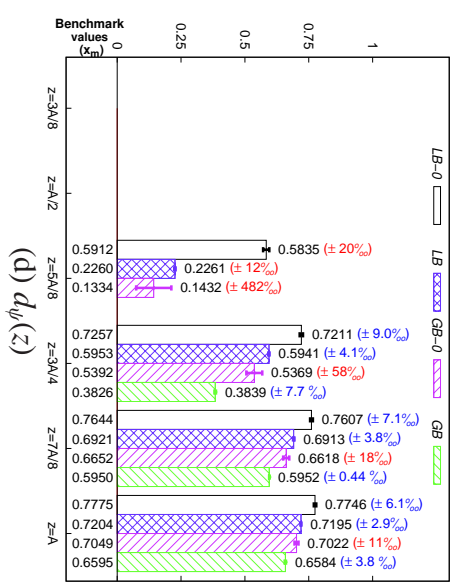 Benchmark
values
(x_m)
0
0.25
0.5
0.75
1
LB-0
LB
GB-0
GB
z=3A/8
z=A/2
z=5A/8
0.5912 0.5835 (± 20‰)
0.2260 0.2261 (± 12‰)
0.1334 0.1432 (± 482‰)
z=3A/4
0.7257 0.7211 (± 9.0‰)
0.5953 0.5941 (± 4.1‰)
0.5392 0.5369 (± 58‰)
0.3826 0.3839 (± 7.7 ‰)
z=7A/8
0.7644 0.7607 (± 7.1‰)
0.6921 0.6913 (± 3.8‰)
0.6652 0.6618 (± 18‰)
0.5950 0.5952 (± 0.44 ‰)
z=A
0.7775 0.7746 (± 6.1‰)
0.7204 0.7195 (± 2.9‰)
0.7049 0.7022 (± 11‰)
0.6595 0.6584 (± 3.8 ‰)
(d) d_ψ(z)